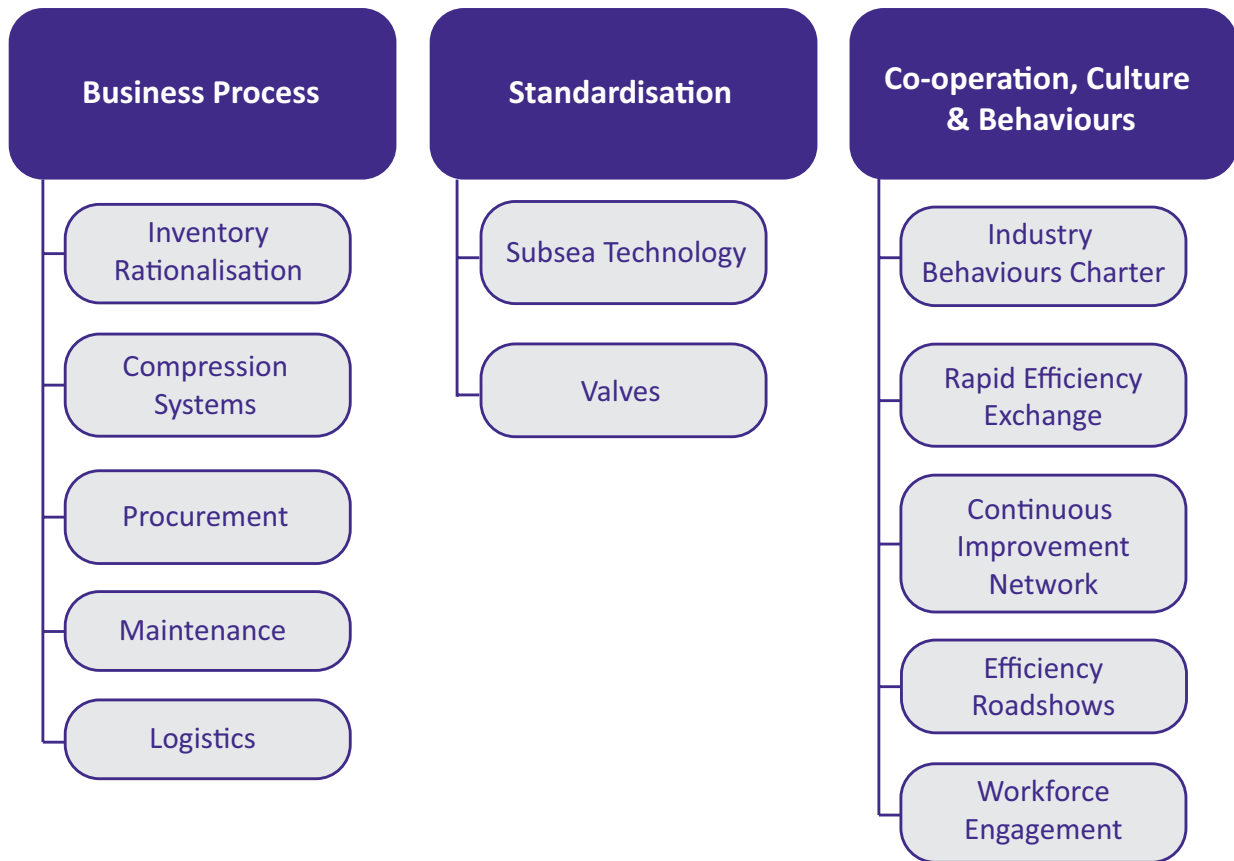 Business Process
Inventory
Rationalisation
Compression
Systems
Procurement
Maintenance
Logistics
Standardisation
Subsea Technology
Valves
Co-operation, Culture
& Behaviours
Industry
Behaviours Charter
Rapid Efficiency
Exchange
Continuous
Improvement
Network
Efficiency
Roadshows
Workforce
Engagement